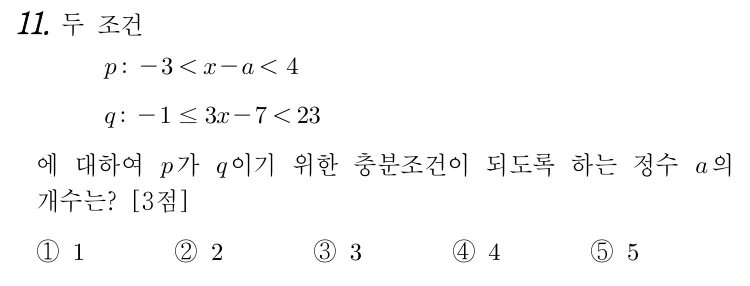 11. 두 조건
p: −3 < x−a < 4
q: −1 ≤ 3x−7 < 23
에 대하여 p가 q이기 위한 충분조건이 되도록 하는 정수 a의
개수는? [3점]
① 1 ② 2 ③ 3 ④ 4 ⑤ 5